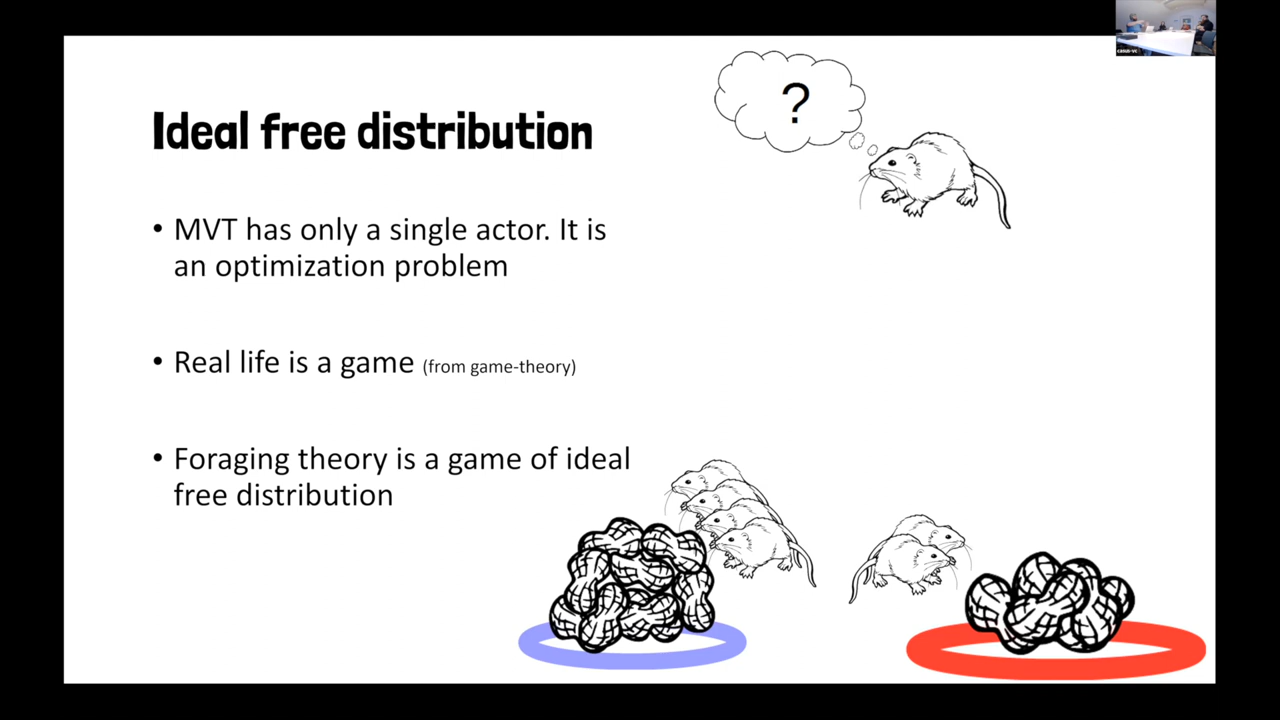 ?
Ideal free distribution
• MVT has only a single actor. It is
an optimization problem
• Real life is a game (from game-theory)
• Foraging theory is a game of ideal
free distribution